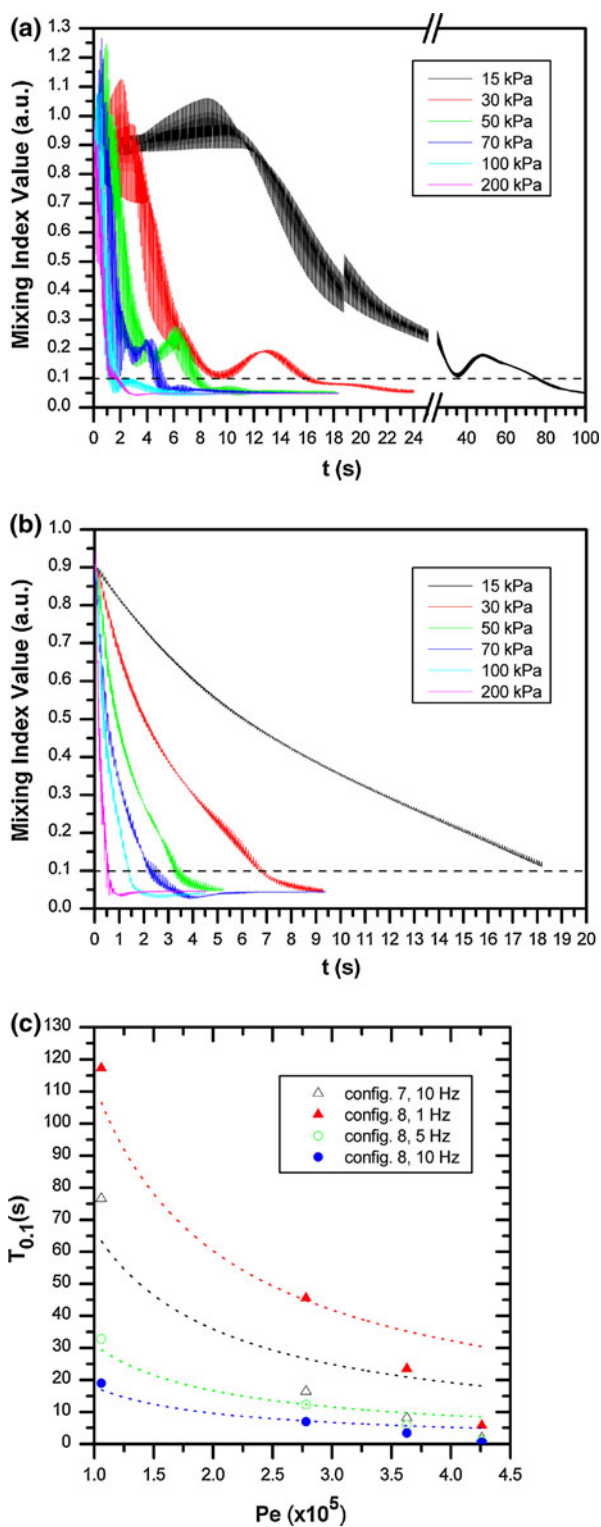 (a)
1.3
1.2
1.1
1.0
0.9
0.8
0.7
0.6
0.5
0.4
0.3
0.2
0.1
0.0
Mixing Index Value (a.u.)
15 kPa
30 kPa
50 kPa
70 kPa
100 kPa
200 kPa
0 2 4 6 8 10 12 14 16 18 20 22 24 40 60 80 100
t (s)
(b)
1.0
0.9
0.8
0.7
0.6
0.5
0.4
0.3
0.2
0.1
0.0
Mixing Index Value (a.u.)
15 kPa
30 kPa
50 kPa
70 kPa
100 kPa
200 kPa
0 1 2 3 4 5 6 7 8 9 10 11 12 13 14 15 16 17 18 19 20
t (s)
(c)
130
120
110
100
90
80
70
60
50
40
30
20
10
0
T0.1(s)
config. 7, 10 Hz
config. 8, 1 Hz
config. 8, 5 Hz
config. 8, 10 Hz
1.0 1.5 2.0 2.5 3.0 3.5 4.0 4.5
Pe (x10^5)